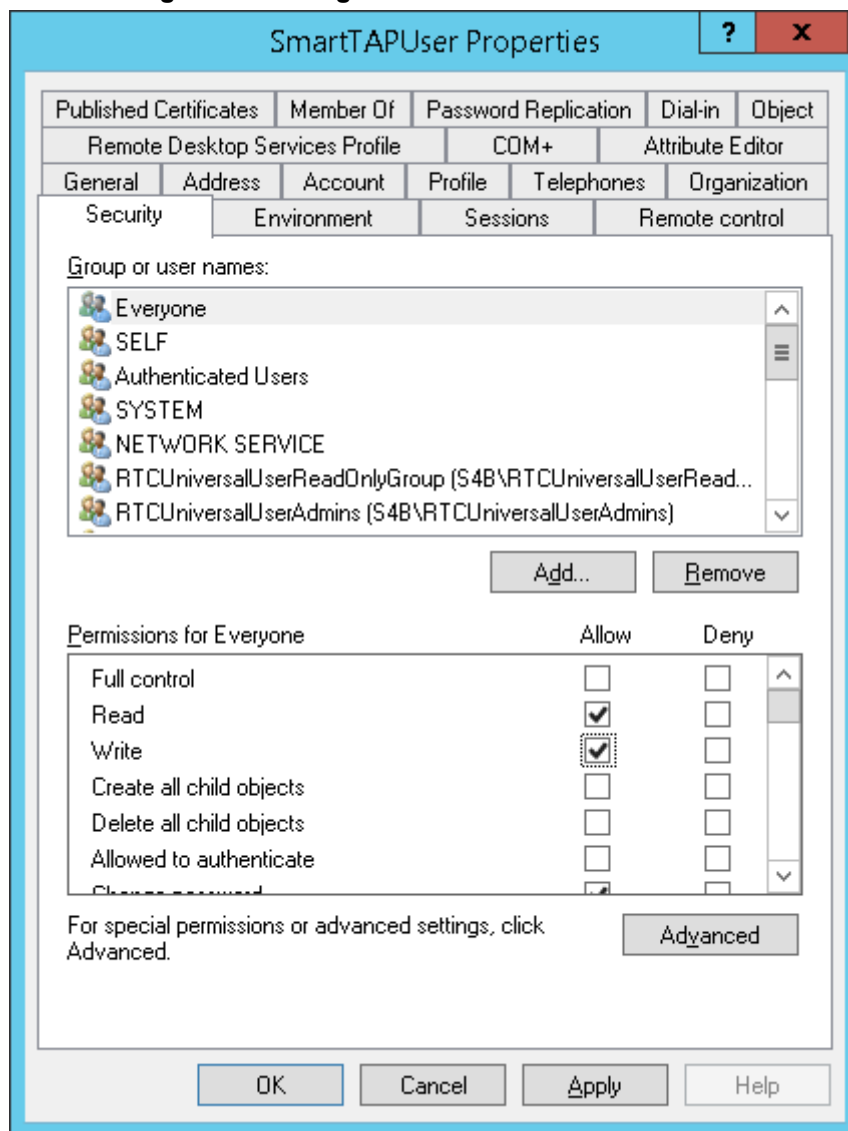 SmartTAPUser Properties ? x
Published Certificates Member Of Password Replication Dial-in Object
Remote Desktop Services Profile COM+ Attribute Editor
General Address Account Profile Telephones Organization
Security Environment Sessions Remote control
Group or user names:
Everyone
SELF
Authenticated Users
SYSTEM
NETWORK SERVICE
RTCUniversalUserReadOnlyGroup (S4B\RTCUniversalUserRead...
RTCUniversalUserAdmins (S4B\RTCUniversalUserAdmins)
Add... Remove
Permissions for Everyone Allow Deny
Full control
Read
Write
Create all child objects
Delete all child objects
Allowed to authenticate
Change password
For special permissions or advanced settings, click
Advanced.
Advanced
OK Cancel Apply Help